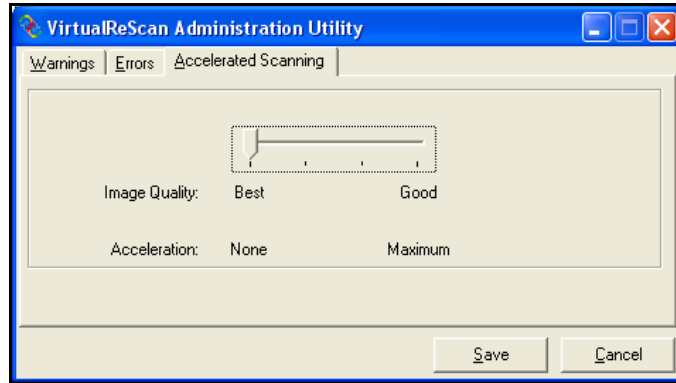 VirtualReScan Administration Utility
Warnings Errors Accelerated Scanning
Image Quality: Best Good
Acceleration: None Maximum
Save Cancel